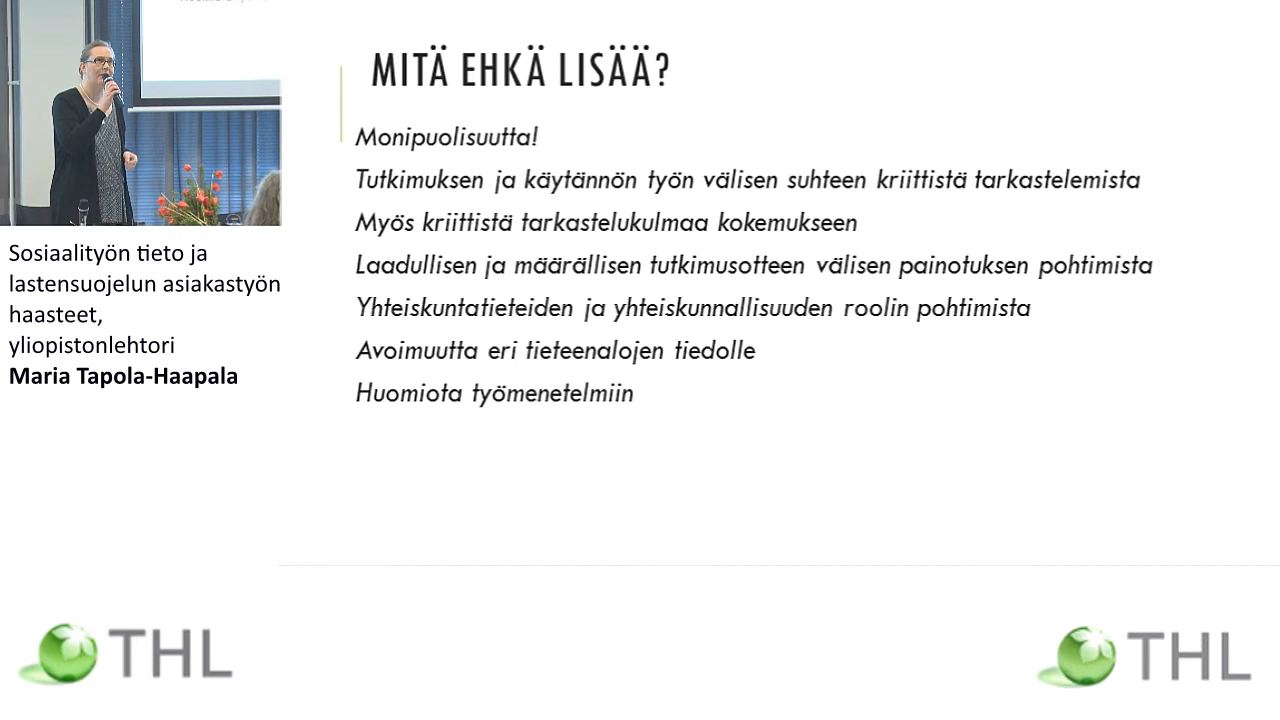 MITÄ EHKÄ LISÄÄ?
Monipuolisuutta!
Tutkimuksen ja käytännön työn välisen suhteen kriittistä tarkastelemista
Myös kriittistä tarkastelukulmaa kokemukseen
Laadullisen ja määrällisen tutkimusotteen välisen painotuksen pohtimista
Yhteiskuntatieteiden ja yhteiskunnallisuuden roolin pohtimista
Avoimuutta eri tieteenalojen tiedolle
Huomiota työmenetelmiin
Sosiaalityön tieto ja
lastensuojelun asiakastyön
haasteet,
yliopistonlehtori
Maria Tapola-Haapala
THL
THL